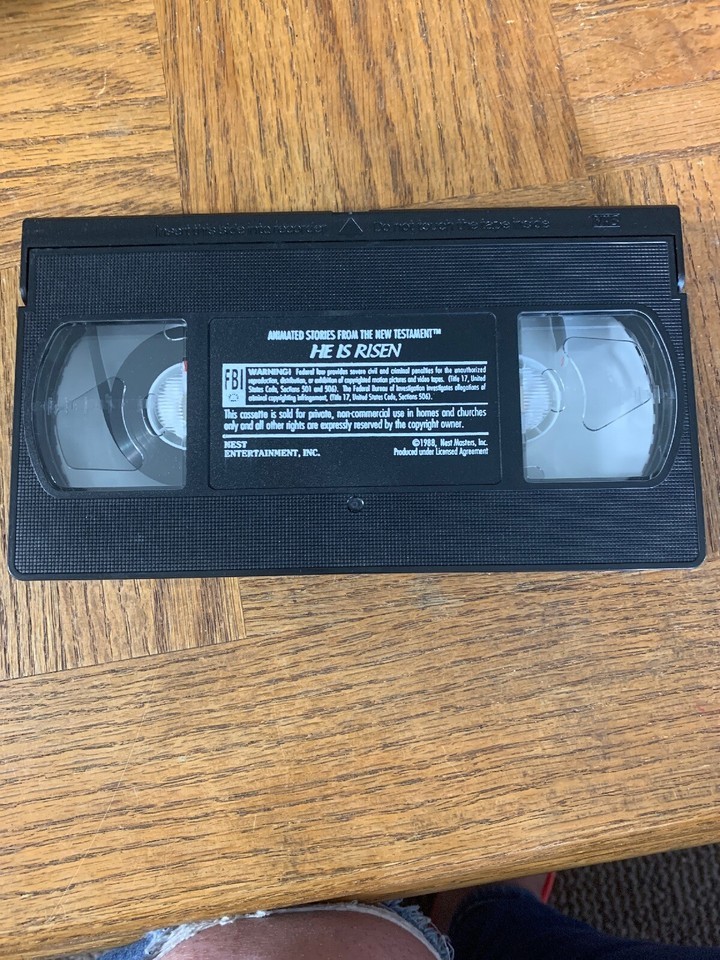 Insert this side into recorder Do not touch the tape inside VHS
ANIMATED STORIES FROM THE NEW TESTAMENT™
HE IS RISEN
FBI WARNING! Federal law provides severe civil and criminal penalties for the unauthorized
reproduction, distribution, or exhibition of copyrighted motion pictures and video tapes. (Title 17, United
States Code, Sections 501 and 506). The Federal Bureau of Investigation investigates allegations of
criminal copyrighting infringement, (Title 17, United States Code, Sections 506).
This cassette is sold for private, non-commercial use in homes and churches
only and all other rights are expressly reserved by the copyright owner.
NEST ©1988, Nest Masters, Inc.
ENTERTAINMENT, INC. Produced under Licensed Agreement